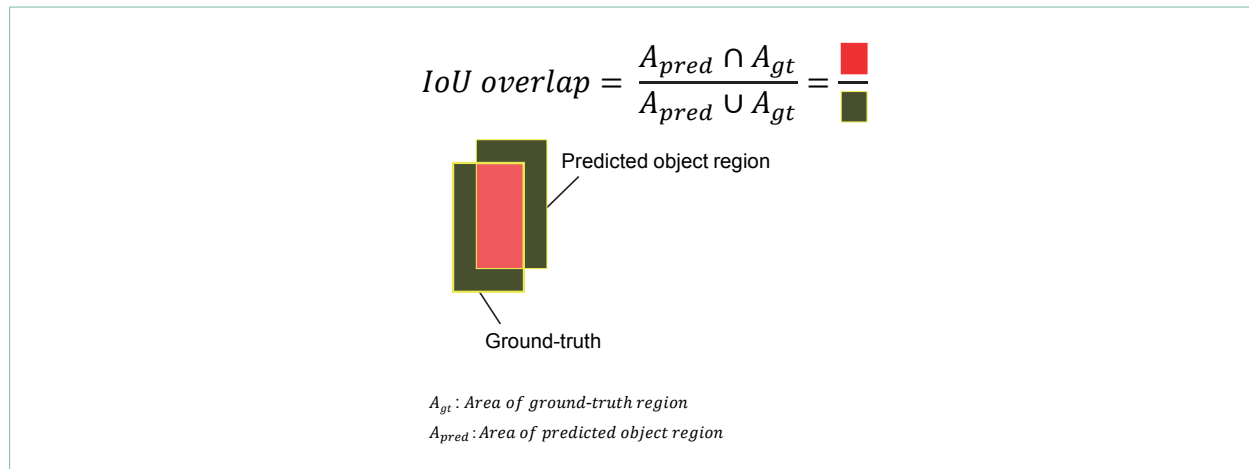 IoU overlap = A_pred ∩ A_gt / A_pred ∪ A_gt =
Predicted object region
Ground-truth
A_gt : Area of ground-truth region
A_pred : Area of predicted object region